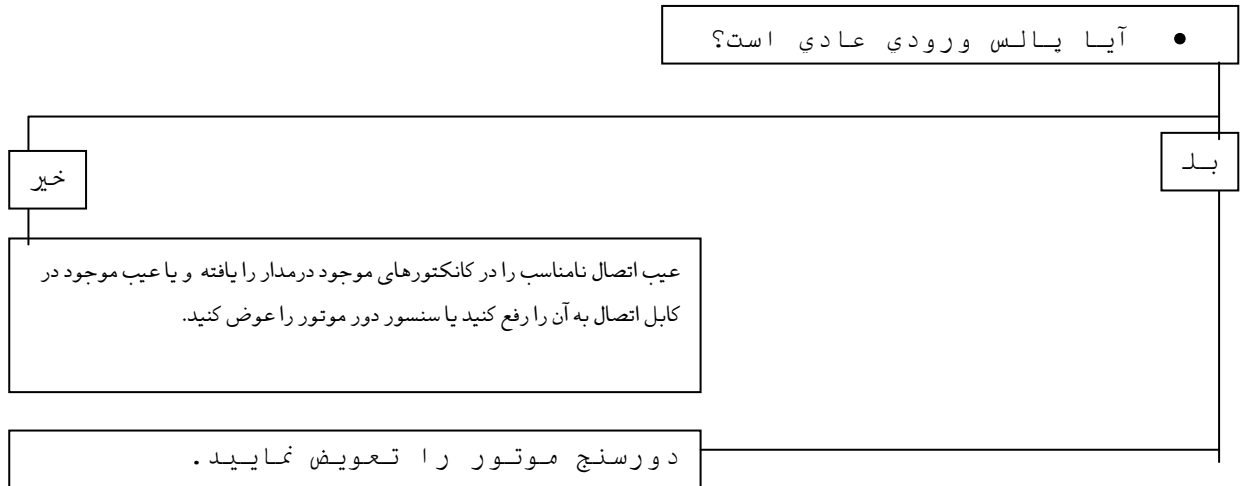 • آيا پالس ورودي عادي است؟
بلـ
خیر
عیب اتصال نامناسب را در کانکتورهای موجود درمدار را یافته و یا عیب موجود در
کابل اتصال به آن را رفع کنید یا سنسور دور موتور را عوض کنید.
دورسنج موتور را تعويض نماييد.